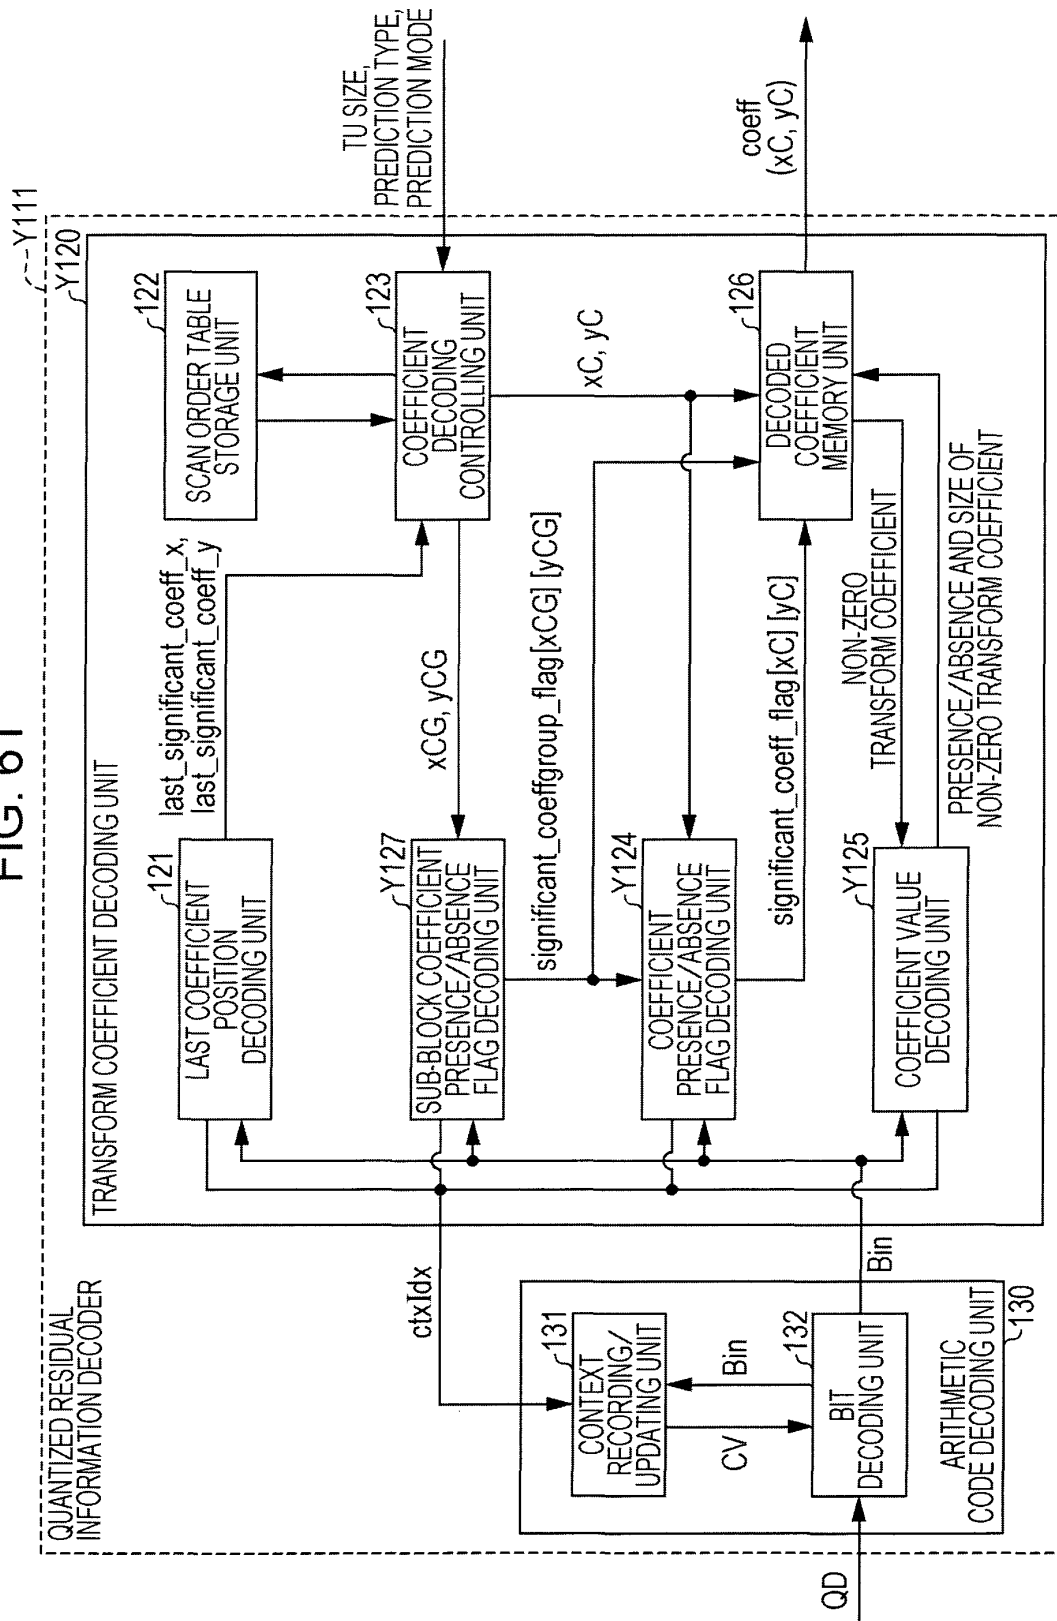 FIG. 61
QUANTIZED RESIDUAL
INFORMATION DECODER
Y111
TRANSFORM COEFFICIENT DECODING UNIT
Y120
121
LAST COEFFICIENT
POSITION
DECODING UNIT
last_significant_coeff_x,
last_significant_coeff_y
122
SCAN ORDER TABLE
STORAGE UNIT
TU SIZE,
PREDICTION TYPE,
PREDICTION MODE
ctxIdx
Y127
SUB-BLOCK COEFFICIENT
PRESENCE/ABSENCE
FLAG DECODING UNIT
xCG, yCG
123
COEFFICIENT
DECODING
CONTROLLING UNIT
significant_coeffgroup_flag[xCG] [yCG]
xC, yC
131
CONTEXT
RECORDING/
UPDATING UNIT
Y124
COEFFICIENT
PRESENCE/ABSENCE
FLAG DECODING UNIT
significant_coeff_flag[xC] [yC]
126
DECODED
COEFFICIENT
MEMORY UNIT
coeff
(xC, yC)
CV
Bin
QD
132
BIT
DECODING UNIT
Bin
Y125
COEFFICIENT VALUE
DECODING UNIT
NON-ZERO
TRANSFORM COEFFICIENT
PRESENCE/ABSENCE AND SIZE OF
NON-ZERO TRANSFORM COEFFICIENT
ARITHMETIC
CODE DECODING UNIT
130